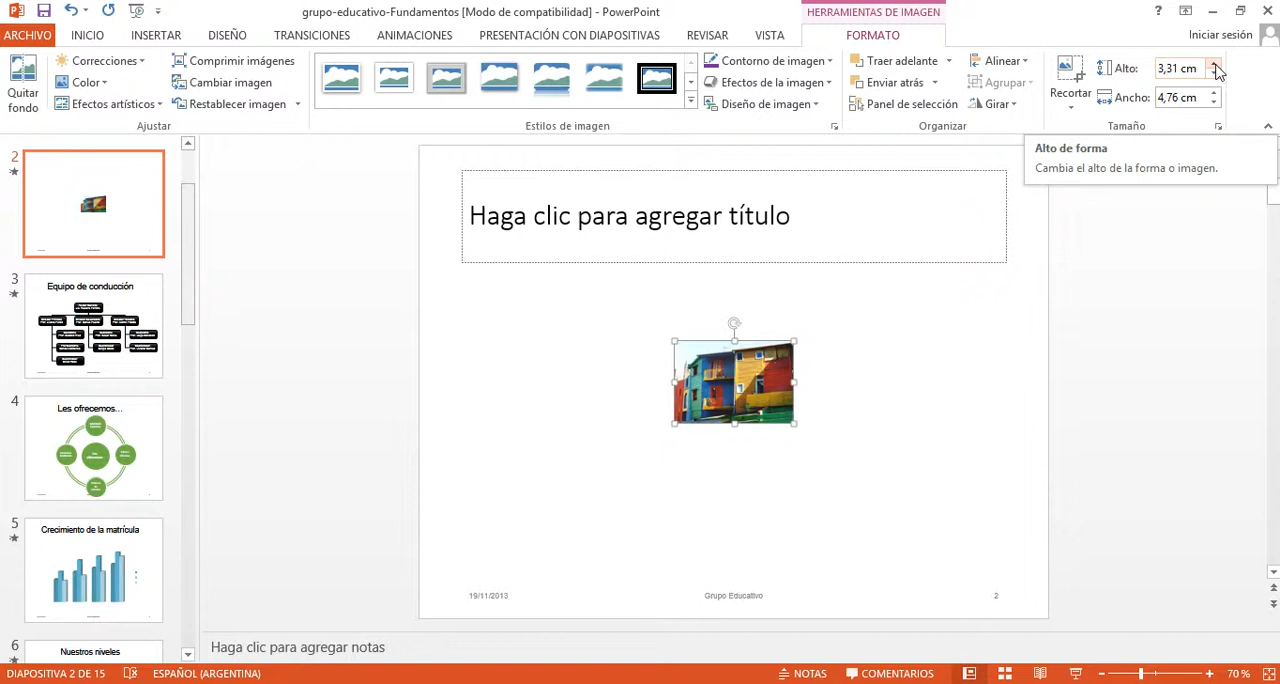 grupo-educativo-Fundamentos [Modo de compatibilidad] - PowerPoint
HERRAMIENTAS DE IMAGEN
?
ARCHIVO
INICIO
INSERTAR
DISEÑO
TRANSICIONES
ANIMACIONES
PRESENTACIÓN CON DIAPOSITIVAS
REVISAR
VISTA
FORMATO
Iniciar sesión
Quitar
fondo
Correcciones
Color
Efectos artísticos
Comprimir imágenes
Cambiar imagen
Restablecer imagen
Ajustar
Estilos de imagen
Contorno de imagen
Efectos de la imagen
Diseño de imagen
Traer adelante
Enviar atrás
Panel de selección
Alinear
Agrupar
Girar
Organizar
Recortar
Alto:
3,31 cm
Ancho:
4,76 cm
Tamaño
Alto de forma
Cambia el alto de la forma o imagen.
2
3
Equipo de conducción
4
Les ofrecemos...
5
Crecimiento de la matrícula
6
Nuestros niveles
Haga clic para agregar título
19/11/2013
Grupo Educativo
2
Haga clic para agregar notas
DIAPOSITIVA 2 DE 15
ESPAÑOL (ARGENTINA)
NOTAS
COMENTARIOS
70 %